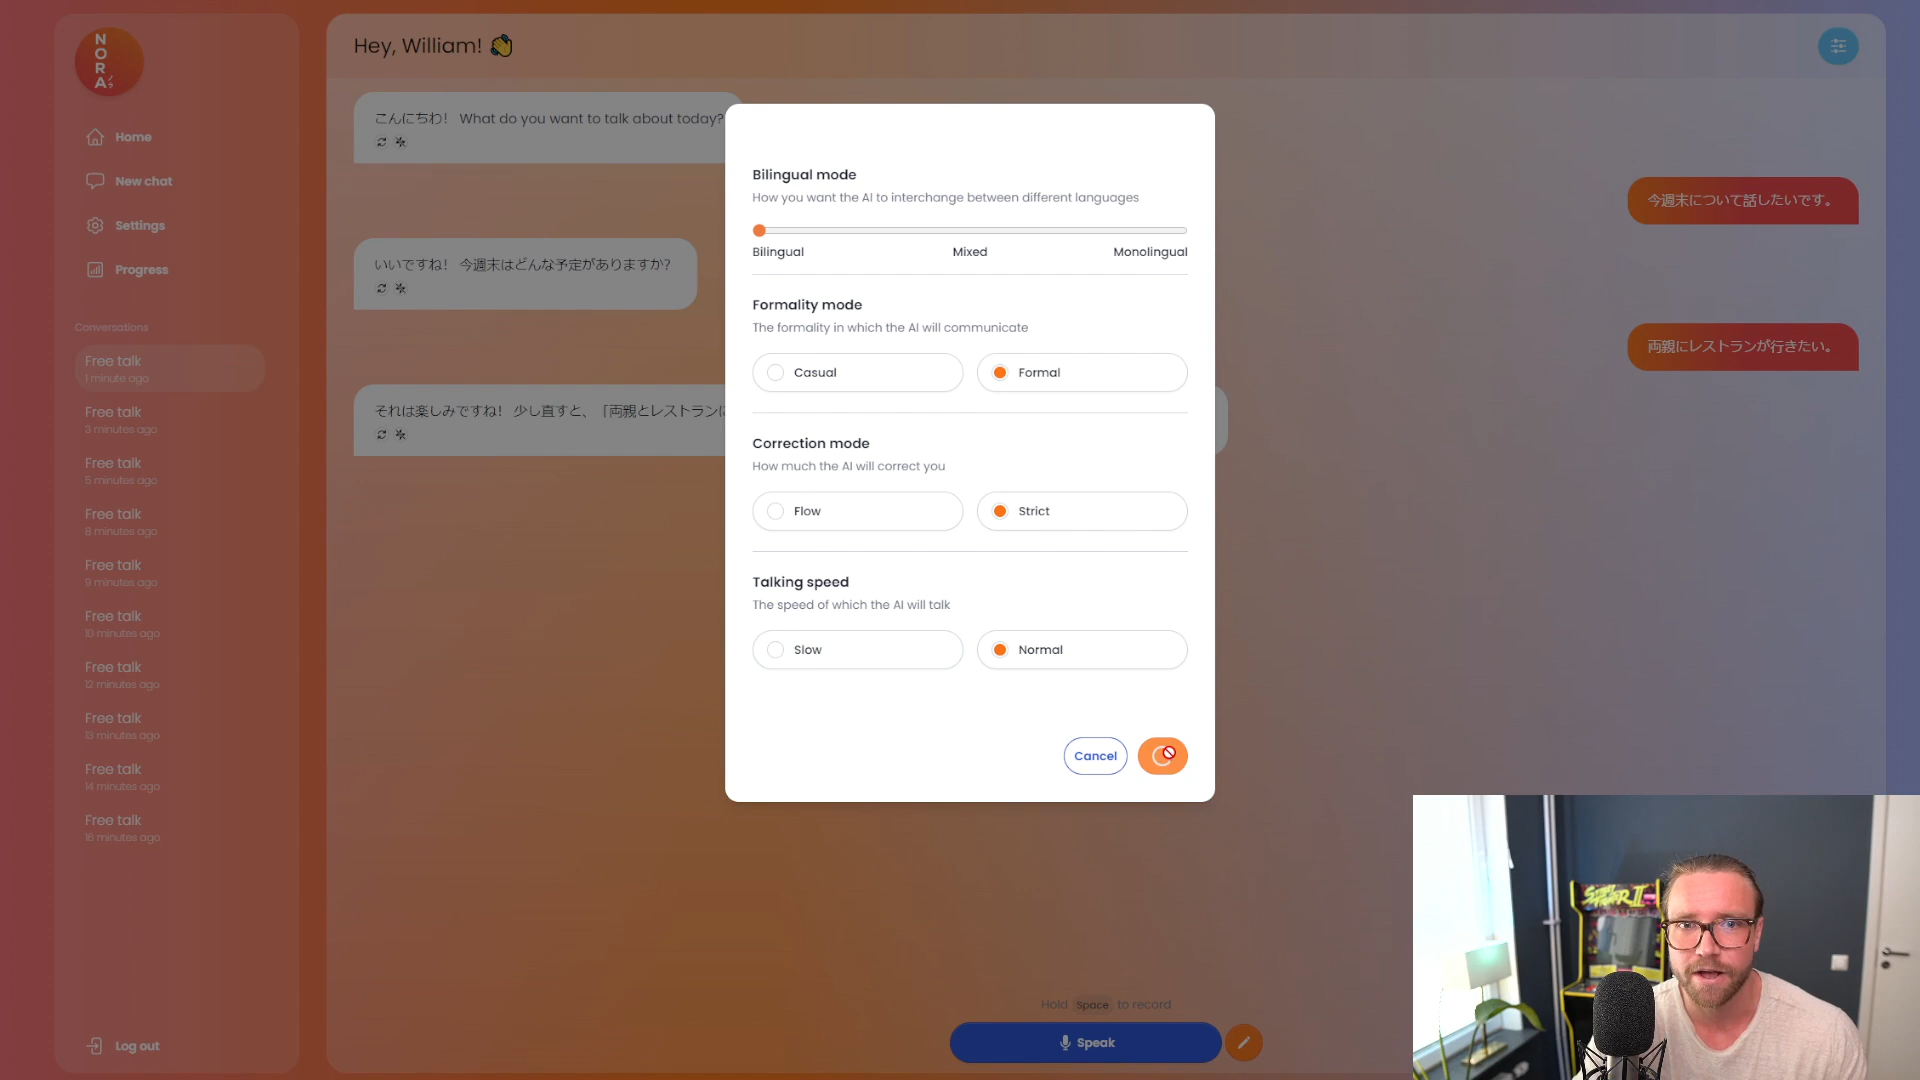 NORA
Hey, William! 👋
Home
New chat
Settings
Progress
Conversations
Free talk
1 minute ago
Free talk
3 minutes ago
Free talk
5 minutes ago
Free talk
8 minutes ago
Free talk
9 minutes ago
Free talk
10 minutes ago
Free talk
12 minutes ago
Free talk
13 minutes ago
Free talk
14 minutes ago
Free talk
16 minutes ago
Log out
こんにちわ! What do you want to talk about today?
今週末について話したいです。
いいですね! 今週末はどんな予定がありますか?
両親にレストランが行きたい。
それは楽しみですね! 少し直すと、「両親とレストランに
Bilingual mode
How you want the AI to interchange between different languages
Bilingual Mixed Monolingual
Formality mode
The formality in which the AI will communicate
Casual Formal
Correction mode
How much the AI will correct you
Flow Strict
Talking speed
The speed of which the AI will talk
Slow Normal
Cancel
Hold Space to record
Speak
STREET FIGHTER II